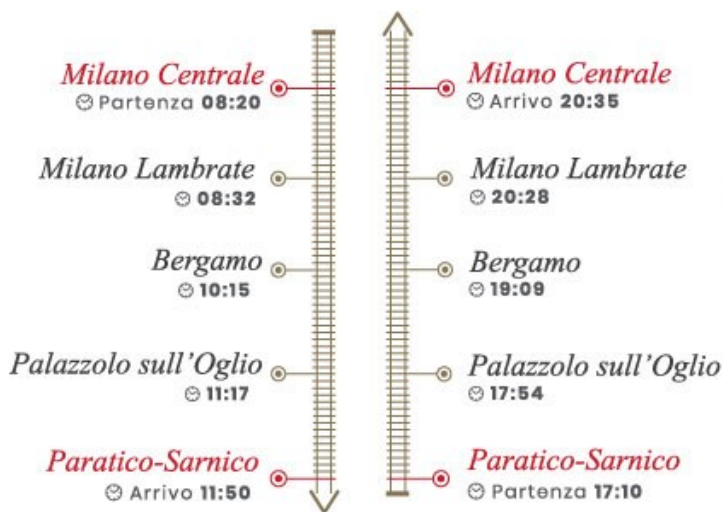 Milano Centrale
Partenza 08:20
Milano Lambrate
08:32
Bergamo
10:15
Palazzolo sull'Oglio
11:17
Paratico-Sarnico
Arrivo 11:50
Milano Centrale
Arrivo 20:35
Milano Lambrate
20:28
Bergamo
19:09
Palazzolo sull'Oglio
17:54
Paratico-Sarnico
Partenza 17:10